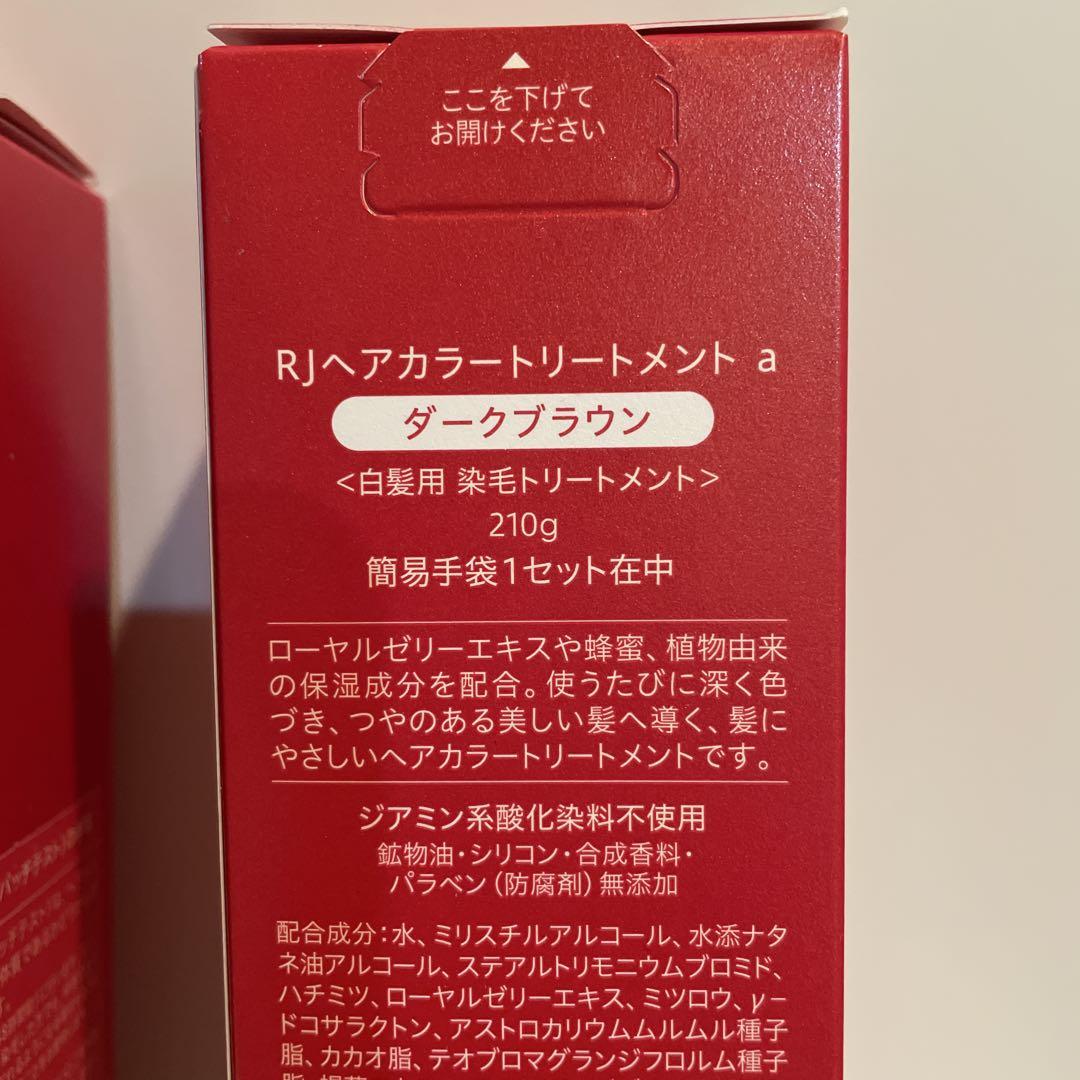 ここを下げて
お開けください
RJヘアカラートリートメント a
ダークブラウン
<白髪用 染毛トリートメント>
210g
簡易手袋1セット在中
ローヤルゼリーエキスや蜂蜜、植物由来
の保湿成分を配合。使うたびに深く色
づき、つやのある美しい髪へ導く、髪に
やさしいヘアカラートリートメントです。
ジアミン系酸化染料不使用
鉱物油・シリコン・合成香料・
パラベン(防腐剤)無添加
配合成分:水、ミリスチルアルコール、水添ナタ
ネ油アルコール、ステアルトリモニウムブロミド、
ハチミツ、ローヤルゼリーエキス、ミツロウ、γ-
ドコサラクトン、アストロカリウムムルムル種子
脂、カカオ脂、テオブロマグランジフロルム種子